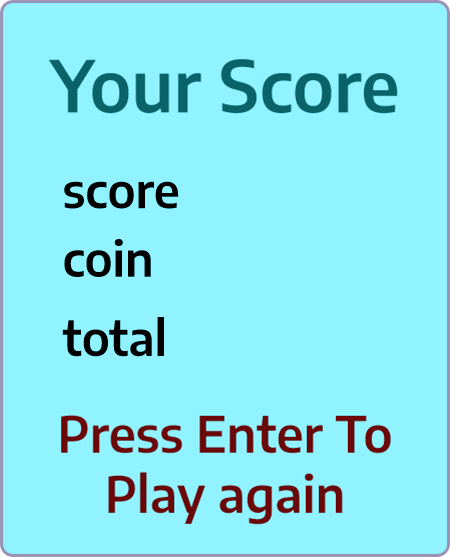 Your Score
score
coin
total
Press Enter To
Play again